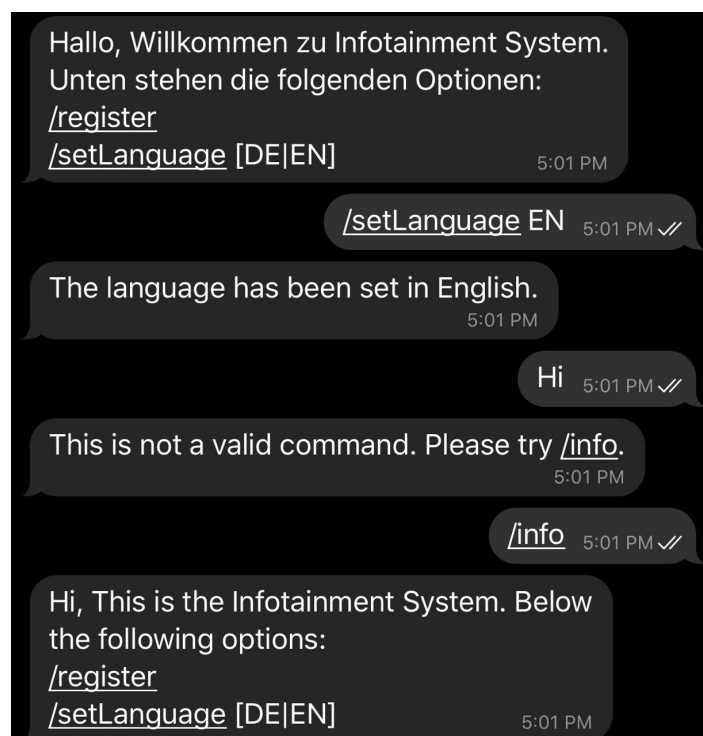 Hallo, Willkommen zu Infotainment System.
Unten stehen die folgenden Optionen:
/register
/setLanguage [DE|EN]
5:01 PM
/setLanguage EN 5:01 PM
The language has been set in English.
5:01 PM
Hi 5:01 PM
This is not a valid command. Please try /info.
5:01 PM
/info 5:01 PM
Hi, This is the Infotainment System. Below
the following options:
/register
/setLanguage [DE|EN]
5:01 PM